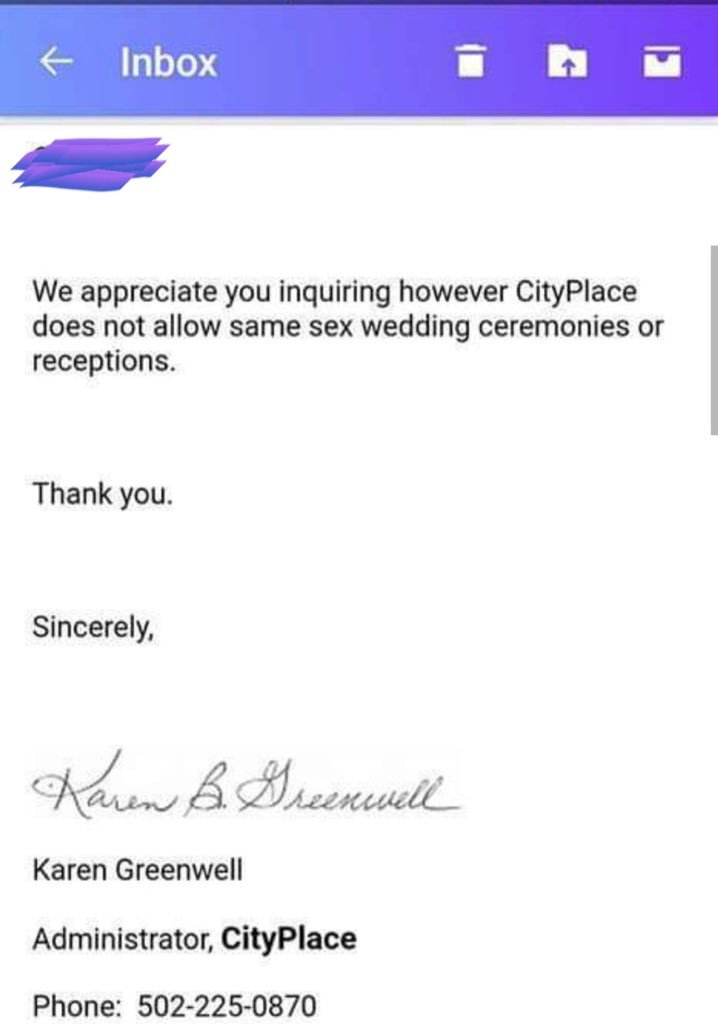 Inbox
We appreciate you inquiring however CityPlace
does not allow same sex wedding ceremonies or
receptions.
Thank you.
Sincerely,
Karen B. Greenwell
Karen Greenwell
Administrator, CityPlace
Phone: 502-225-0870